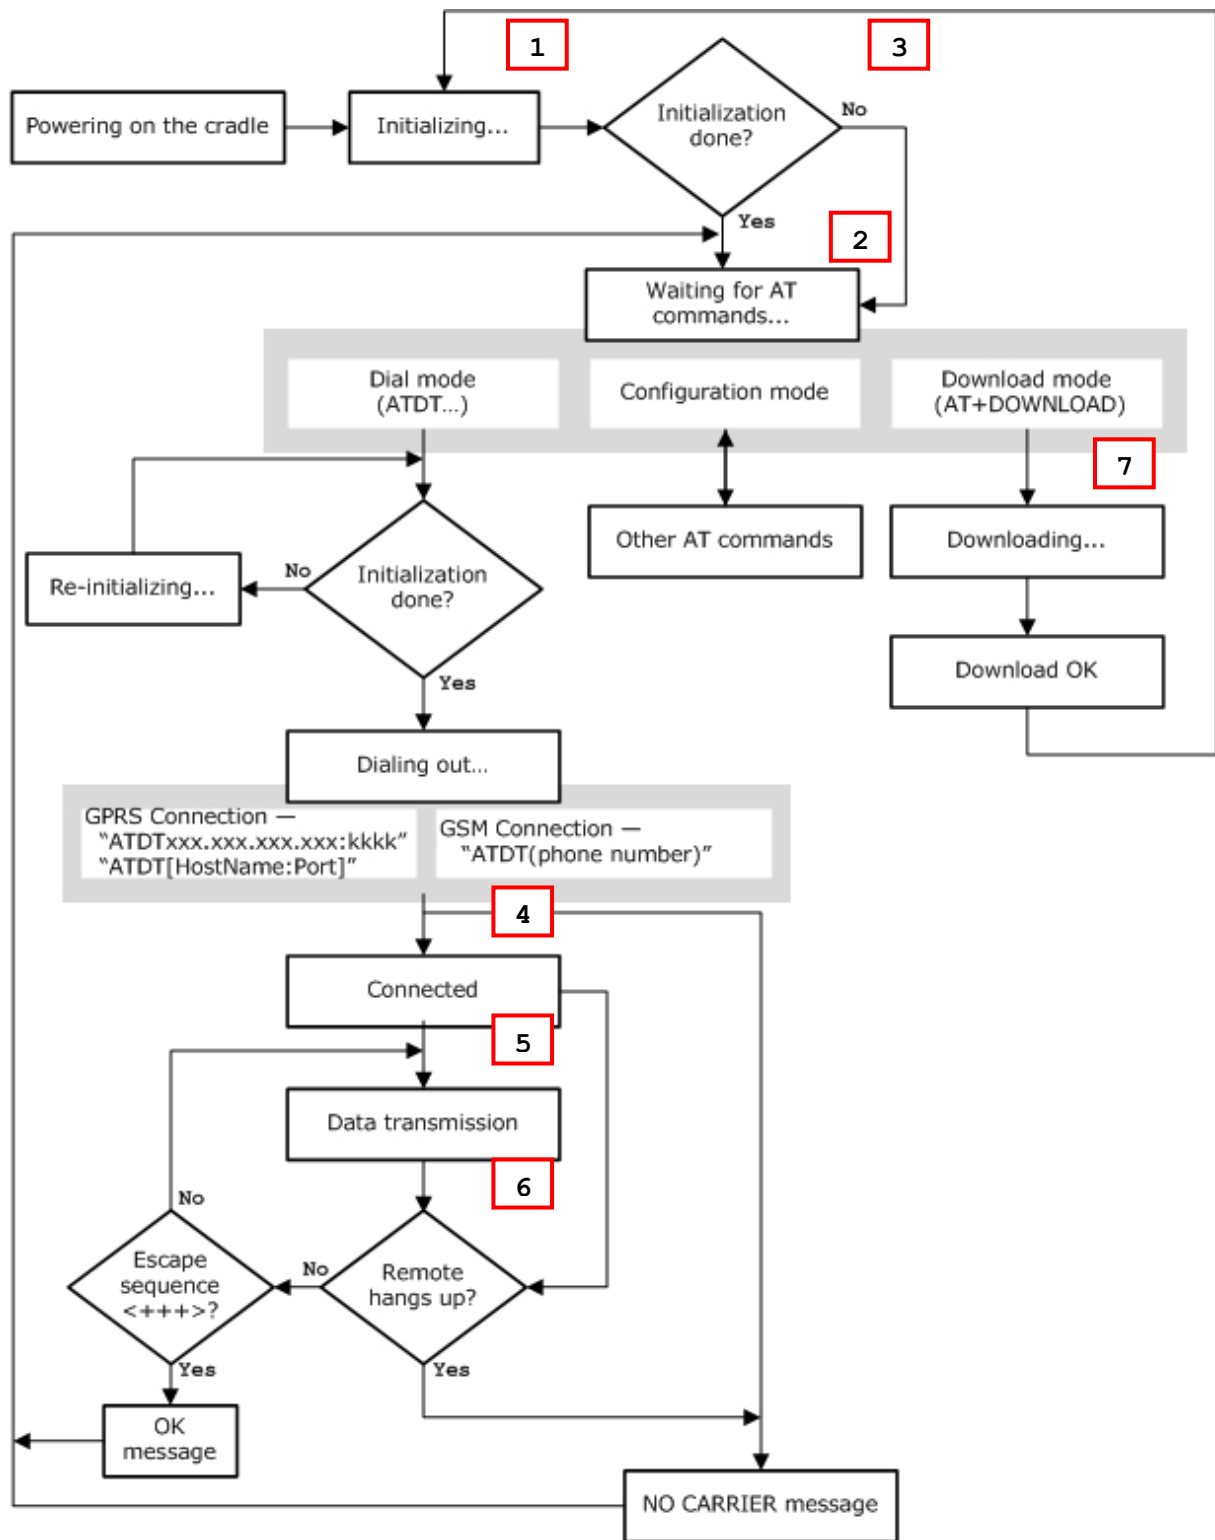 1
3
Powering on the cradle
Initializing...
Initialization
done?
No
Yes
2
Waiting for AT
commands...
Dial mode
(ATDT...)
Configuration mode
Download mode
(AT+DOWNLOAD)
7
Other AT commands
Downloading...
Re-initializing...
No
Initialization
done?
Download OK
Yes
Dialing out...
GPRS Connection —
“ATDTxxx.xxx.xxx.xxx:kkkk”
“ATDT[HostName:Port]”
GSM Connection —
“ATDT(phone number)”
4
Connected
5
Data transmission
6
No
Escape
sequence
<+++>?
No
Remote
hangs up?
Yes
Yes
OK
message
NO CARRIER message